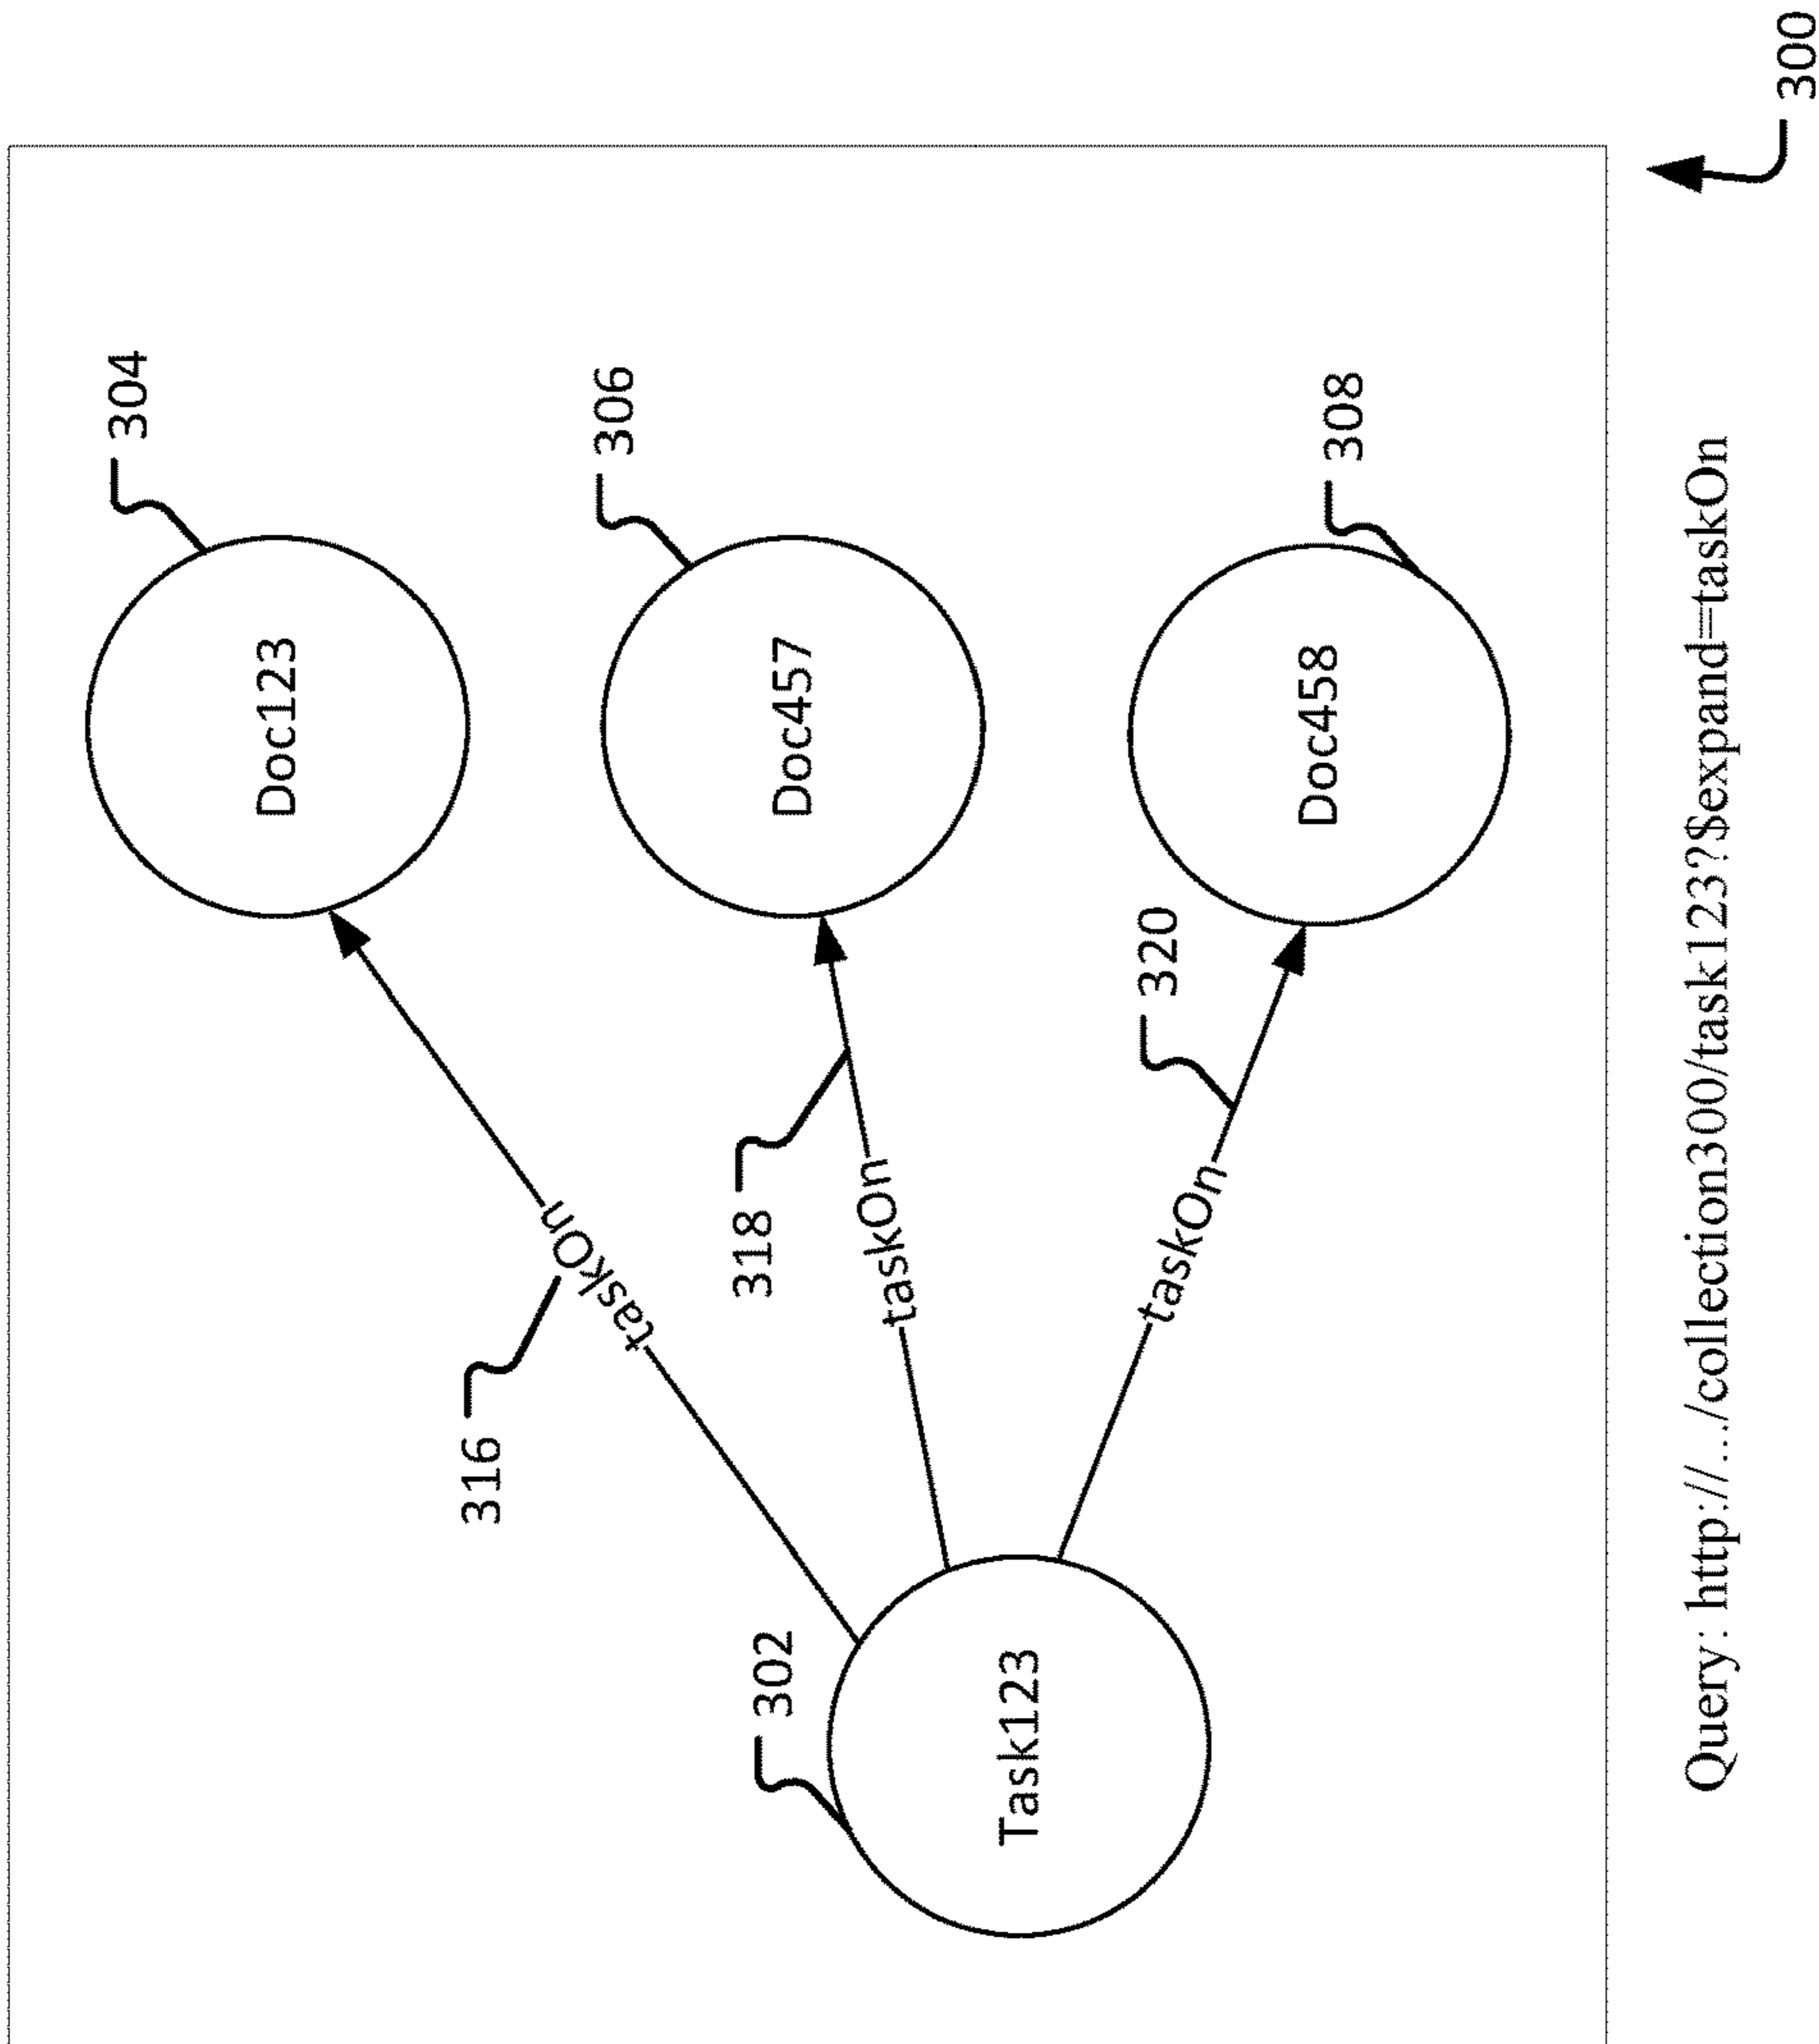 304
Doc123
316
taskOn
306
Doc457
318
taskOn
302
Task123
320
taskOn
308
Doc458
Query: http://.../collection300/task123?$expand=taskOn
300